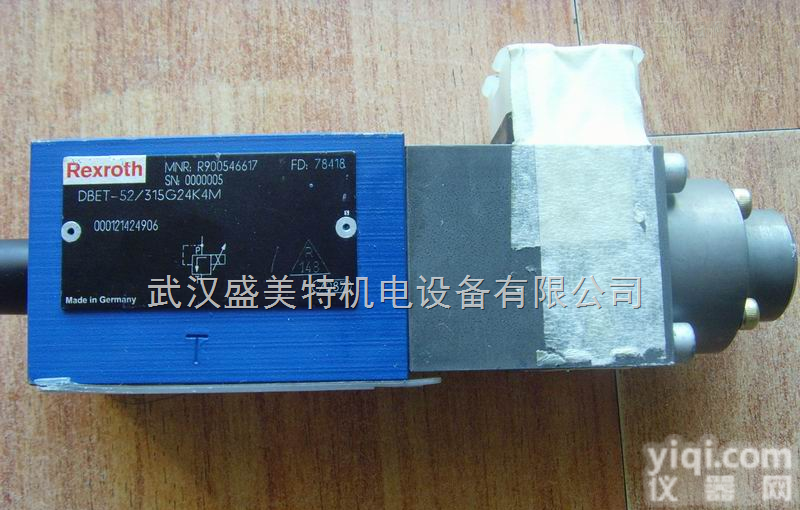 Rexroth
MNR: R900546617 FD: 78418
SN: 0000005
DBET-52/315G24K4M
000121424906
P
Made in Germany
武汉盛美特机电设备有限公司
T
yiqi.com
仪器网